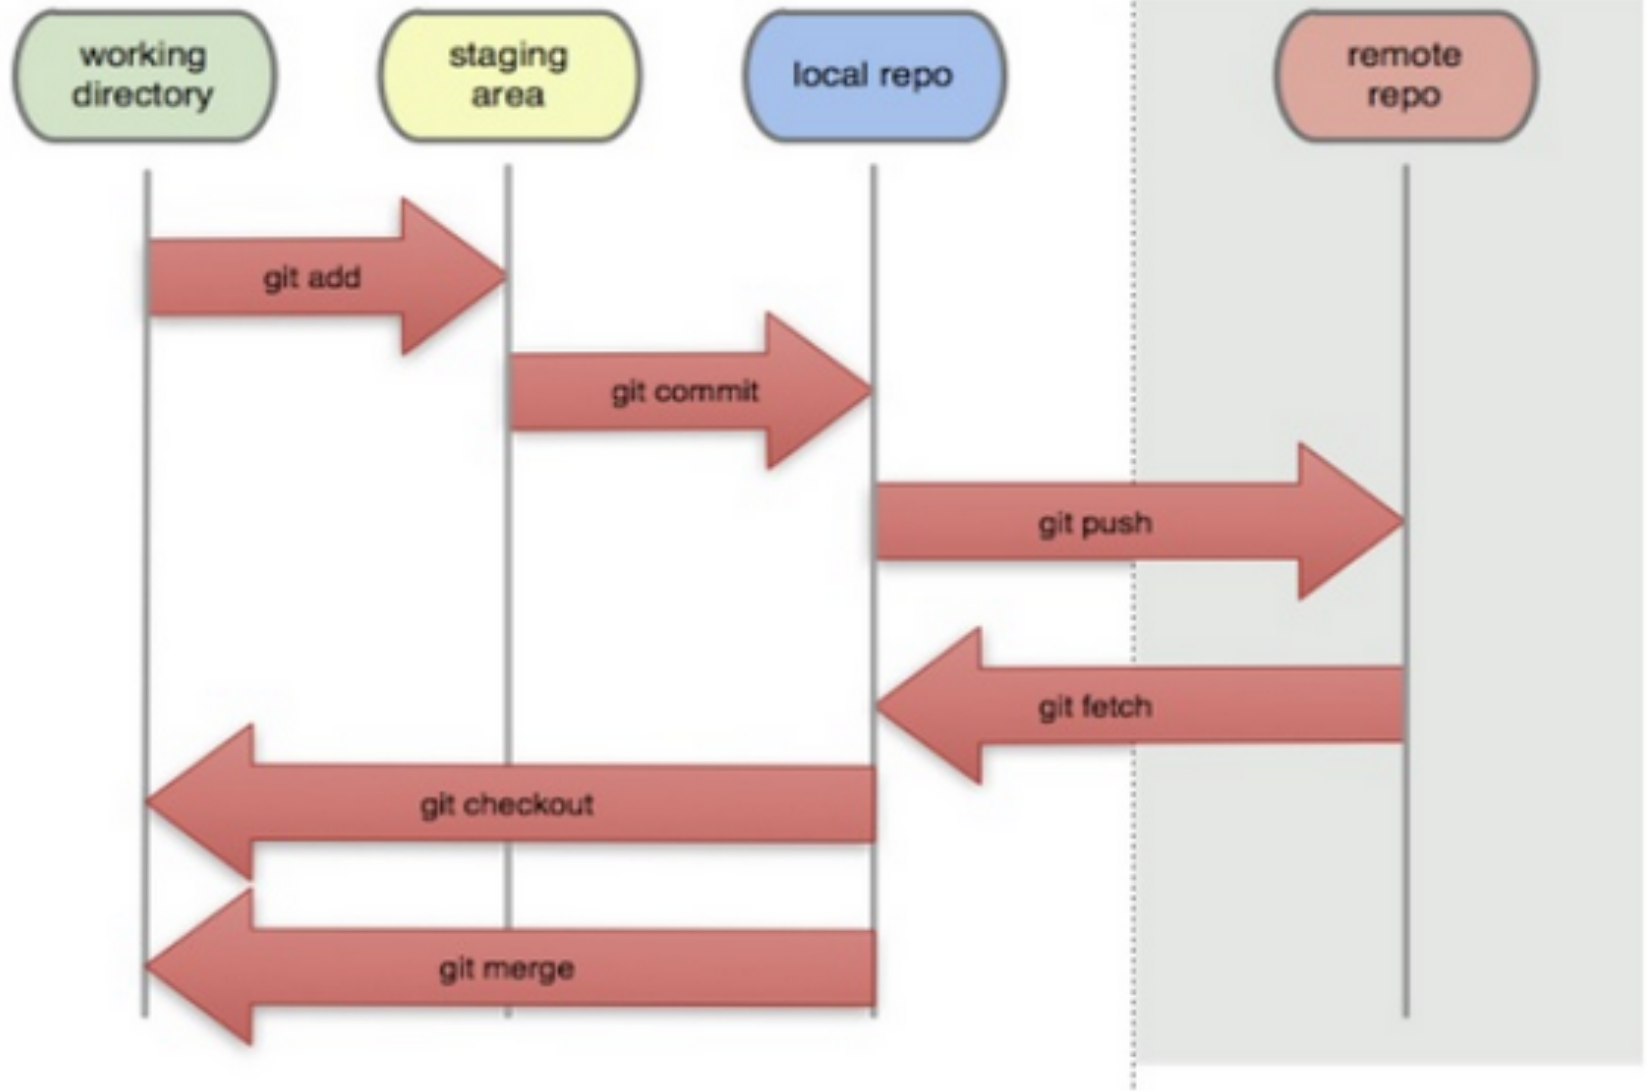 working
directory
staging
area
local repo
remote
repo
git add
git commit
git push
git fetch
git checkout
git merge